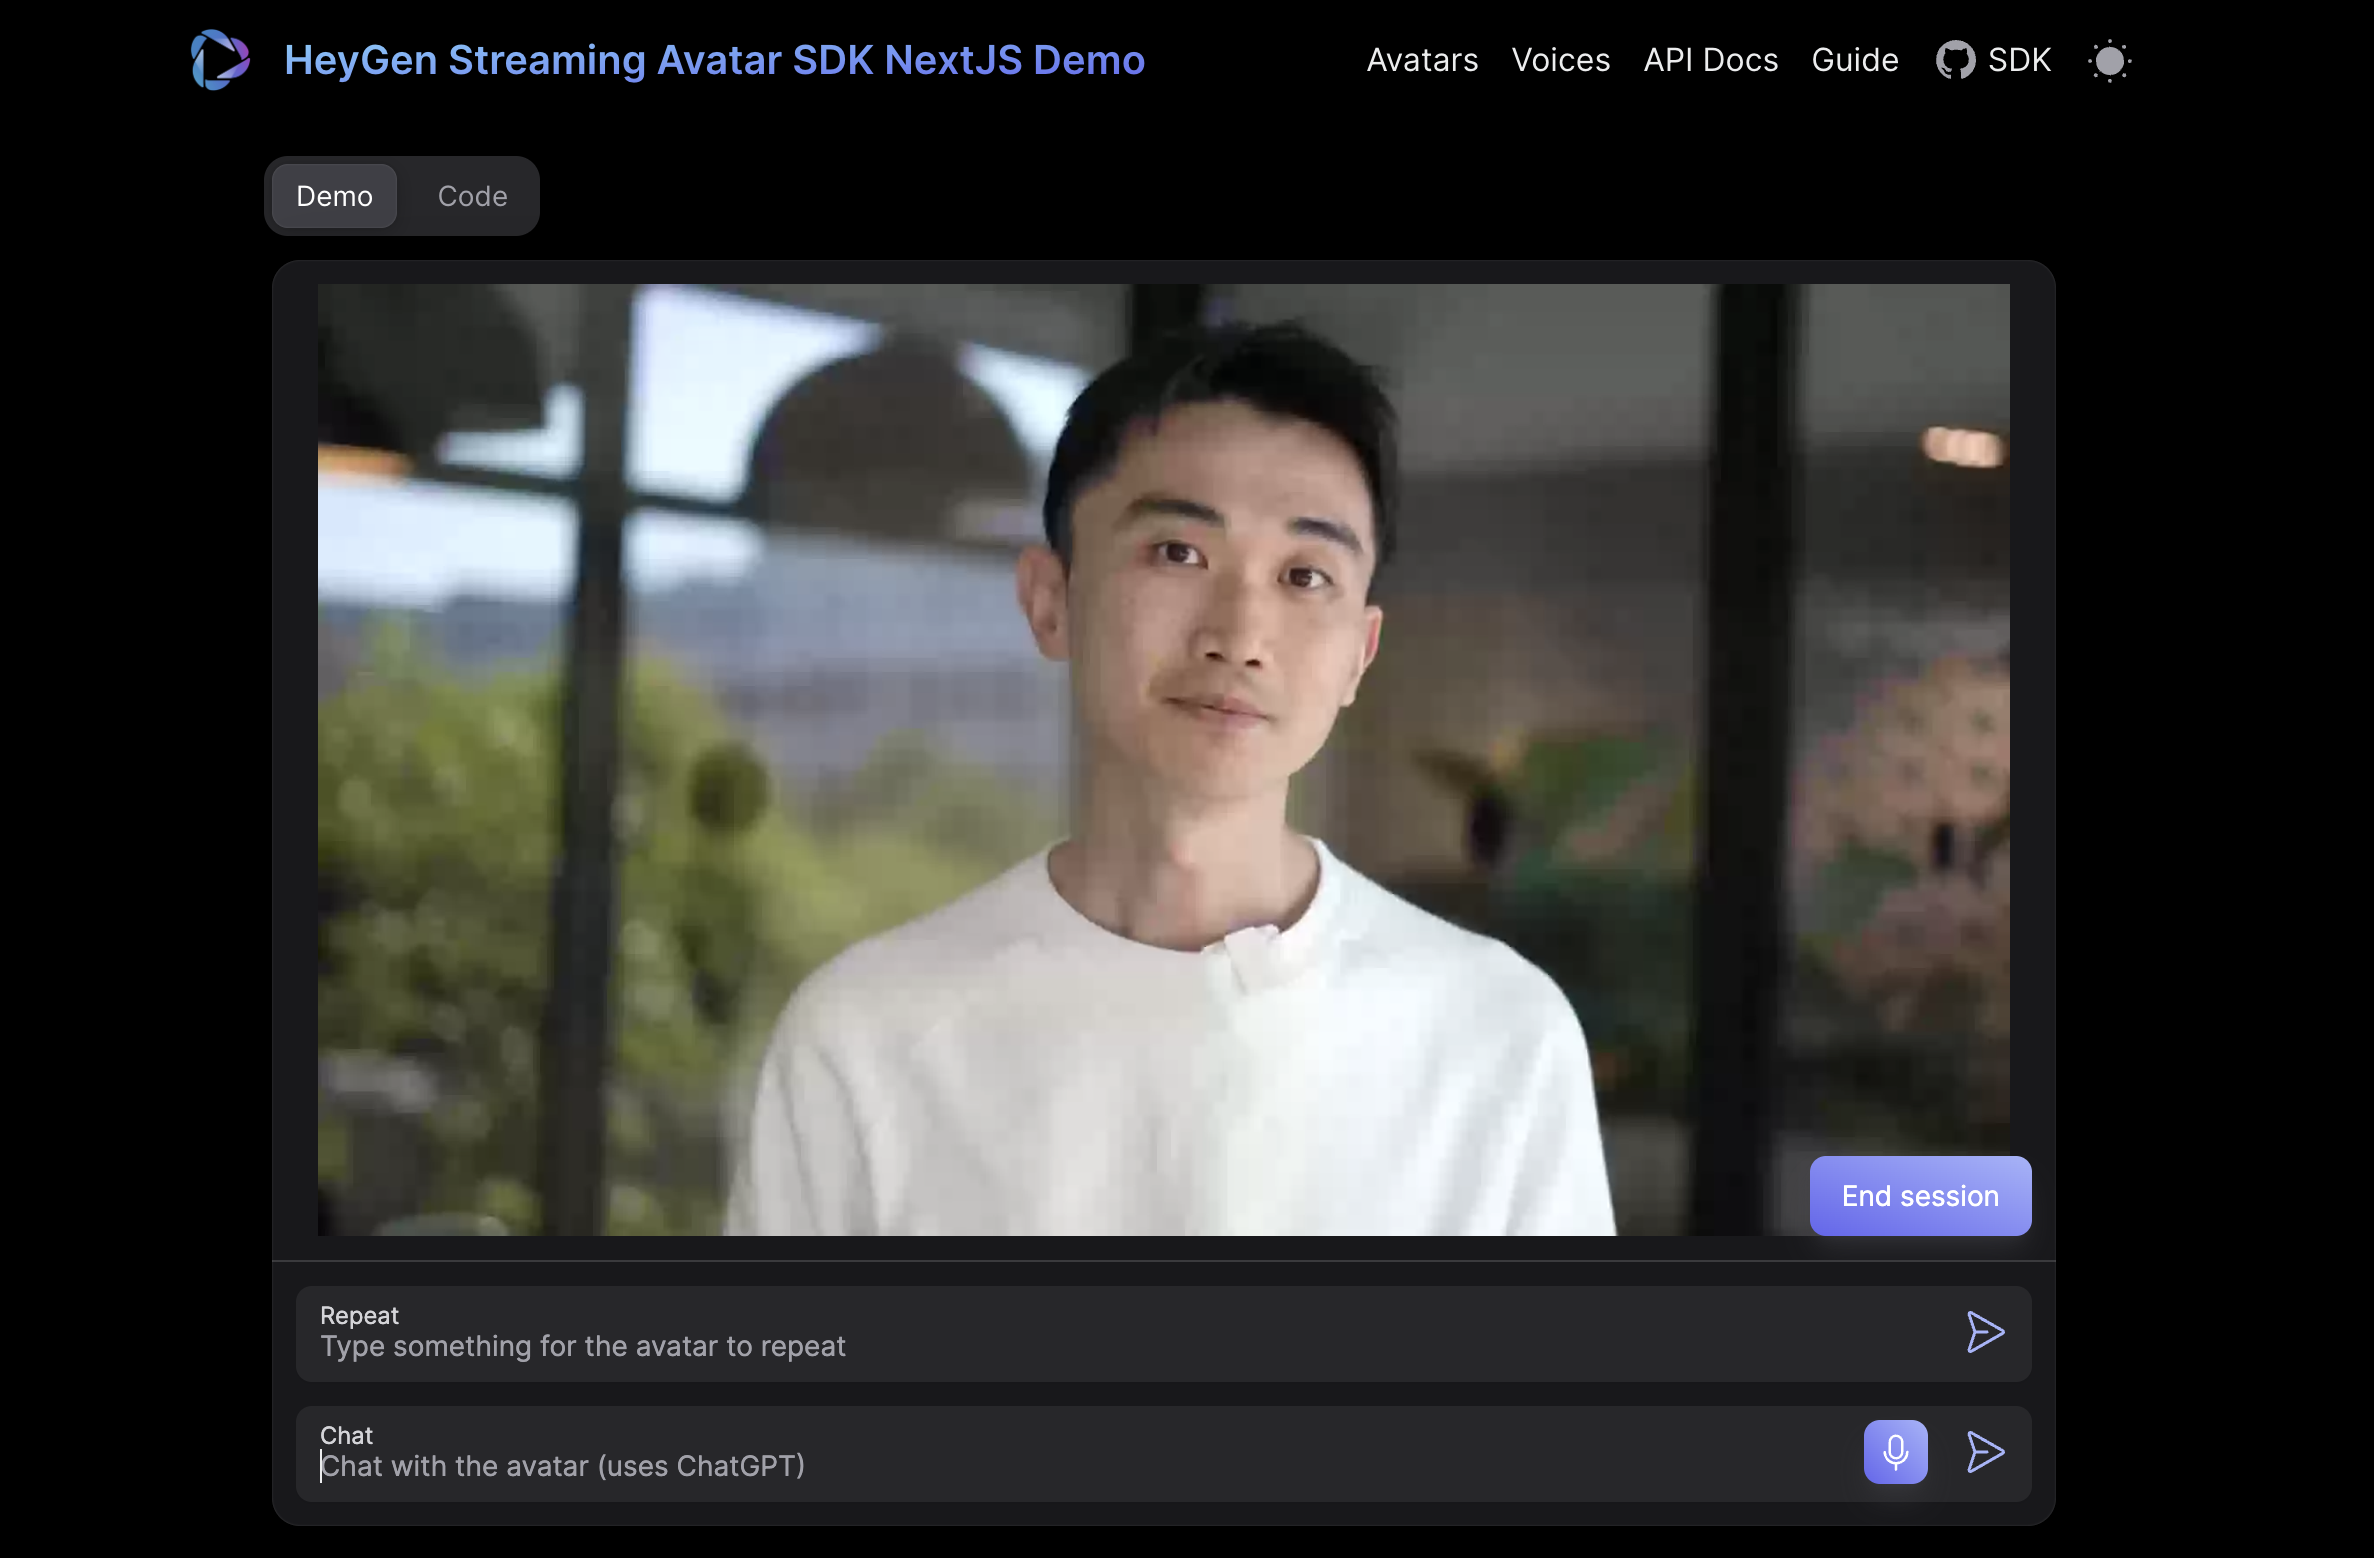 HeyGen Streaming Avatar SDK NextJS Demo
Avatars Voices API Docs Guide SDK
Demo Code
End session
Repeat
Type something for the avatar to repeat
Chat
Chat with the avatar (uses ChatGPT)